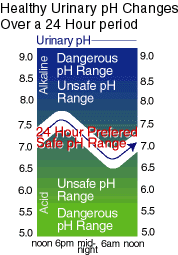 Healthy Urinary pH Changes
Over a 24 Hour period
Urinary pH
9.0
8.5
8.0
7.5
7.0
6.5
6.0
5.5
5.0
Alkaline
Acid
Dangerous
pH Range
Unsafe pH
Range
24 Hour Prefered
Safe pH Range
Unsafe pH
Range
Dangerous
pH Range
9.0
8.5
8.0
7.5
7.0
6.5
6.0
5.5
5.0
noon 6pm mid- 6am noon
night